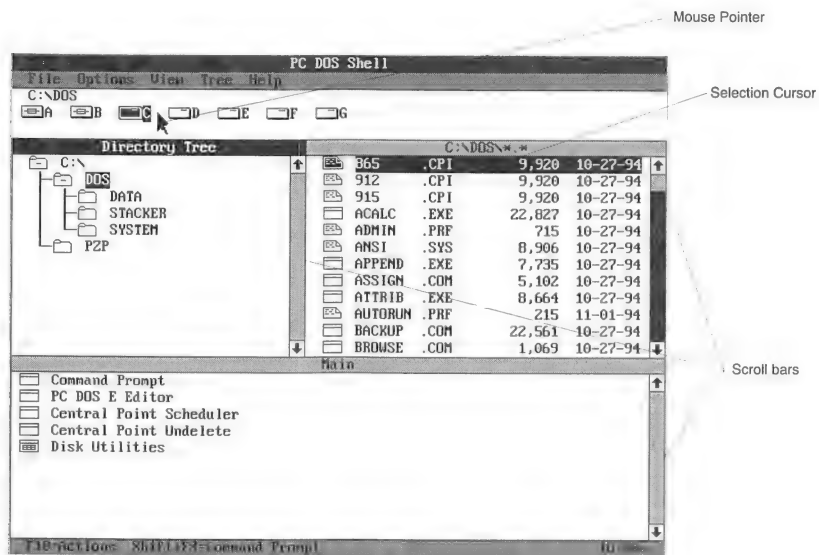 Mouse Pointer
PC DOS Shell
File Options View Tree Help
C:\DOS
A B C D E F G
Selection Cursor
Directory Tree
C:\DOS\*.*
C:\
DOS
DATA
STACKER
SYSTEM
PZP
865 .CPI 9,920 10-27-94
912 .CPI 9,920 10-27-94
915 .CPI 9,920 10-27-94
ACALC .EXE 22,827 10-27-94
ADMIN .PRF 715 10-27-94
ANSI .SYS 8,906 10-27-94
APPEND .EXE 7,735 10-27-94
ASSIGN .COM 5,102 10-27-94
ATTRIB .EXE 8,664 10-27-94
AUTORUN .PRF 215 11-01-94
BACKUP .COM 22,561 10-27-94
BROWSE .COM 1,069 10-27-94
Scroll bars
Main
Command Prompt
PC DOS E Editor
Central Point Scheduler
Central Point Undelete
Disk Utilities
F10=Actions Shift+F9=Command Prompt